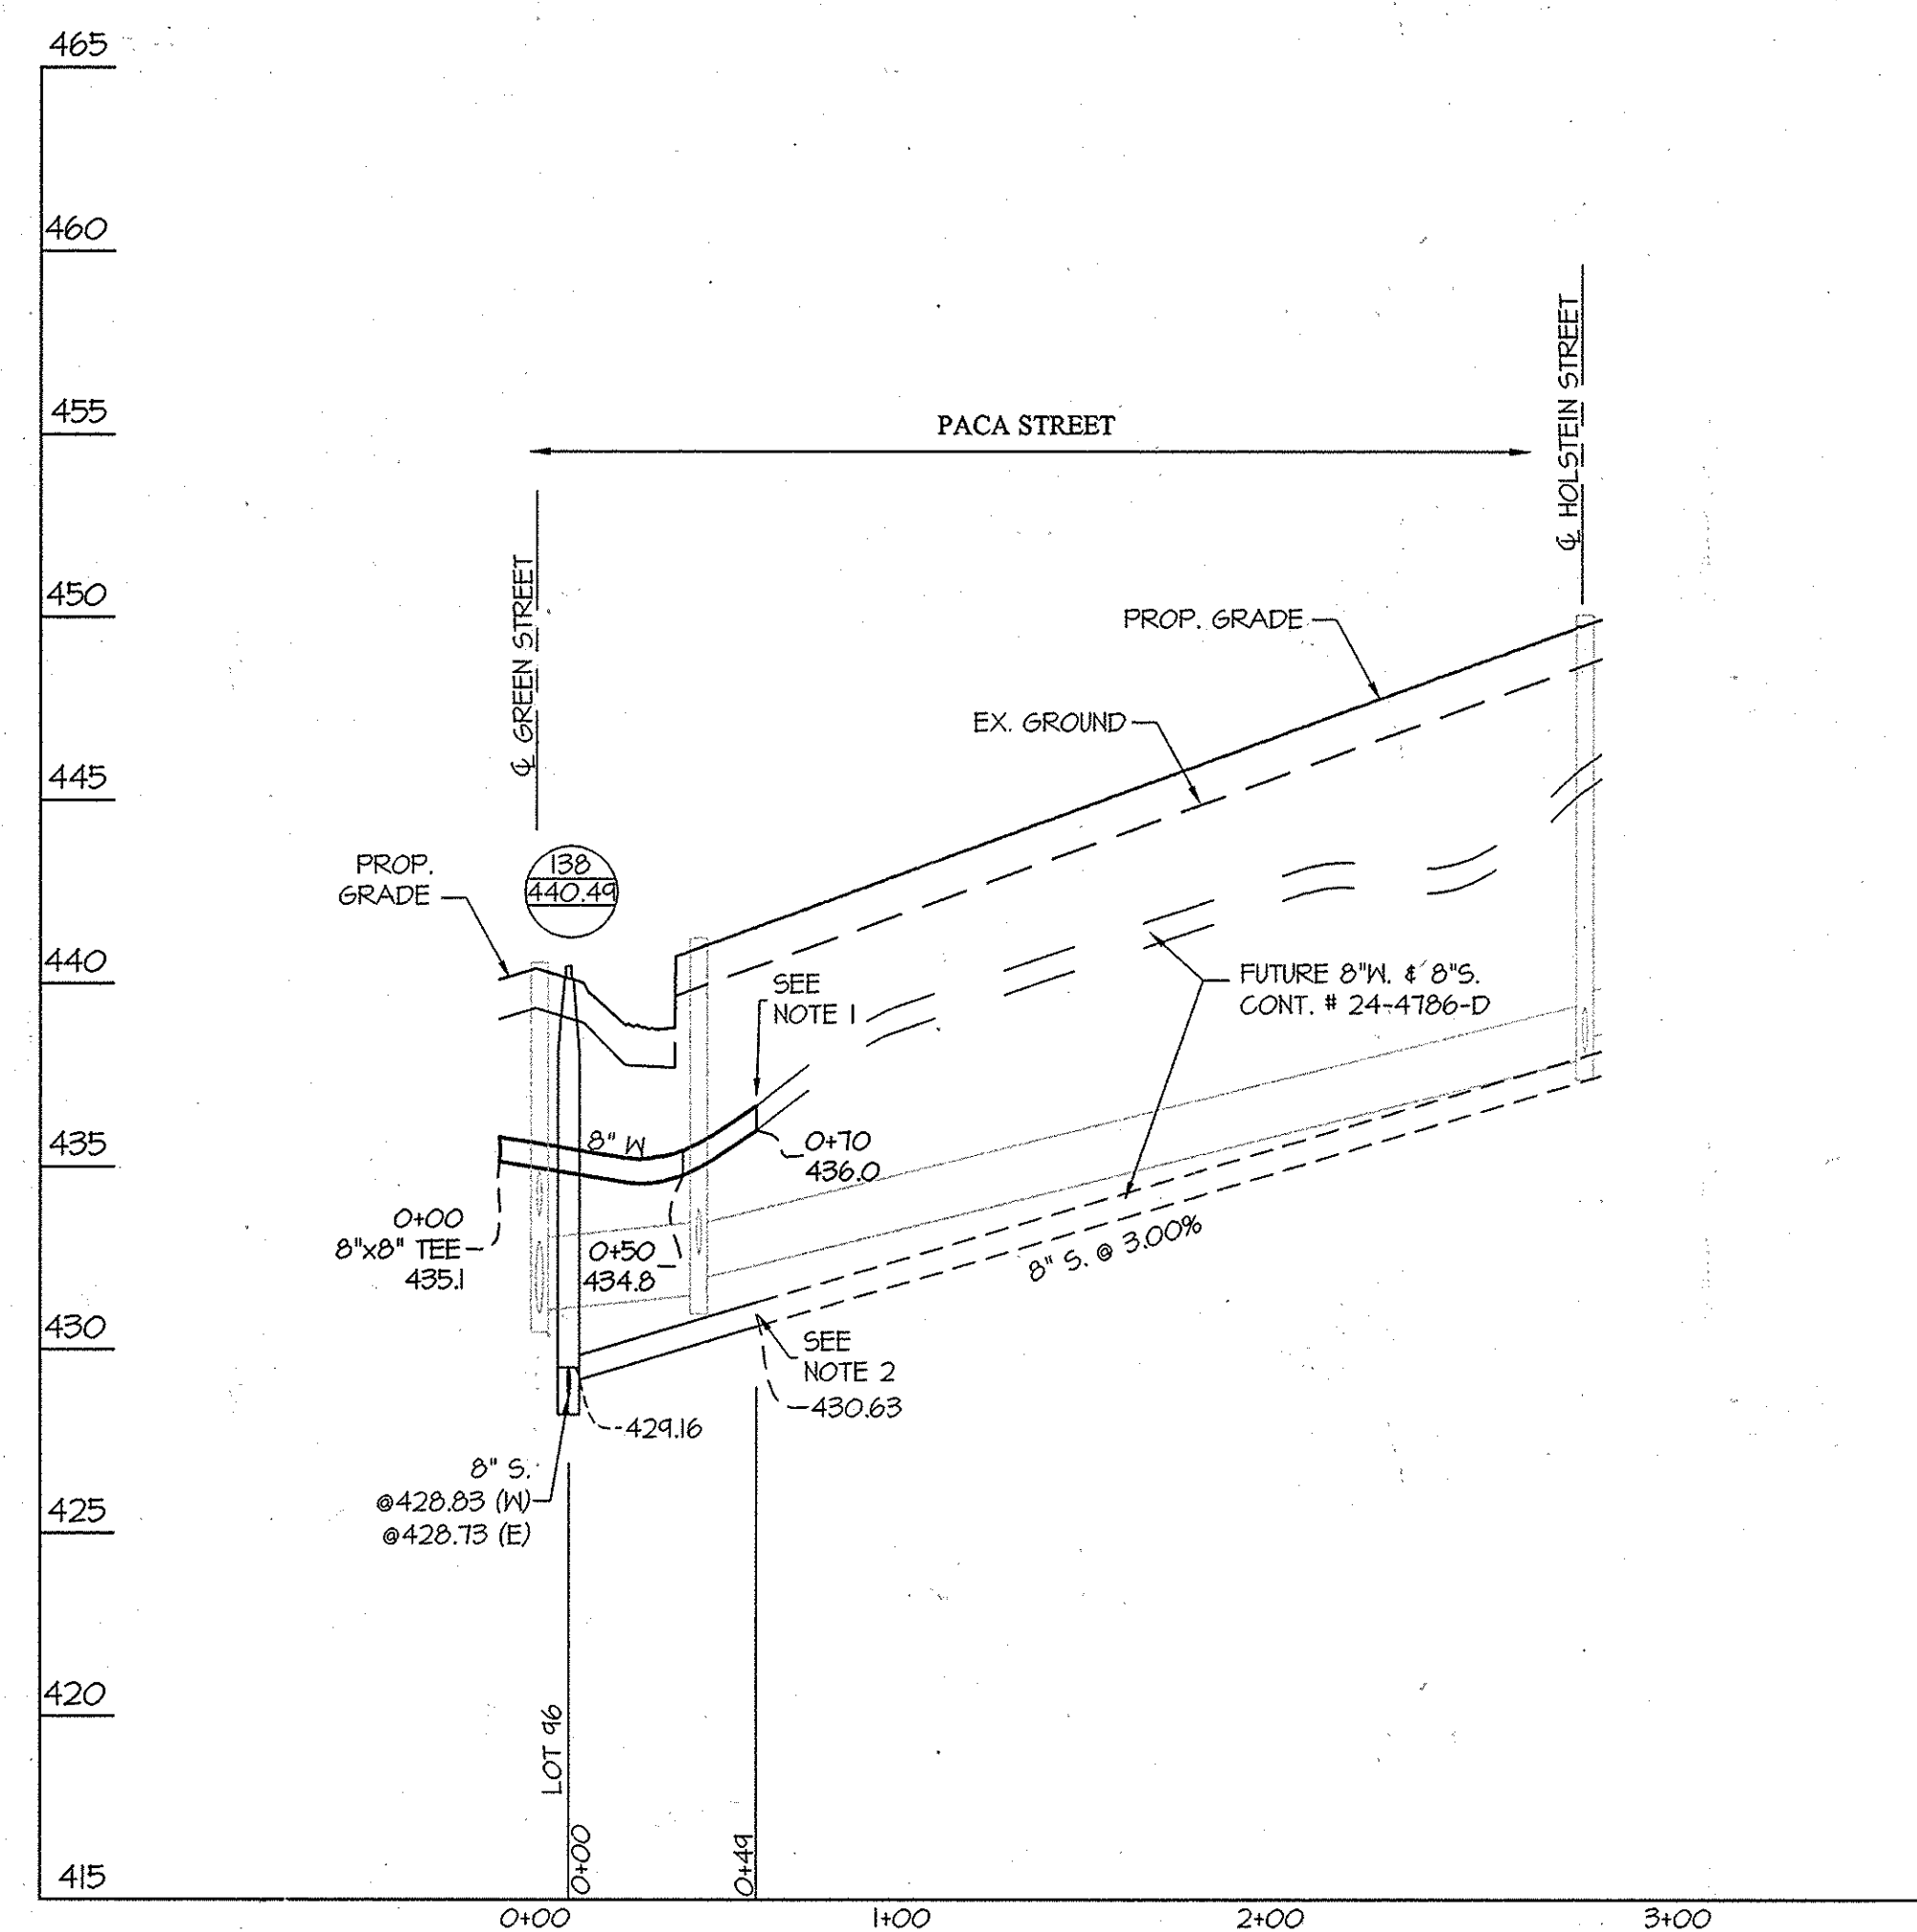 465
460
455
450
445
440
435
430
425
420
415
PACA STREET
℄ GREEN STREET
℄ HOLSTEIN STREET
PROP. GRADE
EX. GROUND
PROP.
GRADE
138
440.49
SEE
NOTE 1
FUTURE 8"W. & 8"S.
CONT. # 24-4786-D
8" W
0+70
436.0
0+00
8"x8" TEE
435.1
0+50
434.8
8" S. @ 3.00%
SEE
NOTE 2
430.63
429.16
8" S.
@428.83 (W)
@428.73 (E)
LOT 96
0+00
0+49
0+00
1+00
2+00
3+00